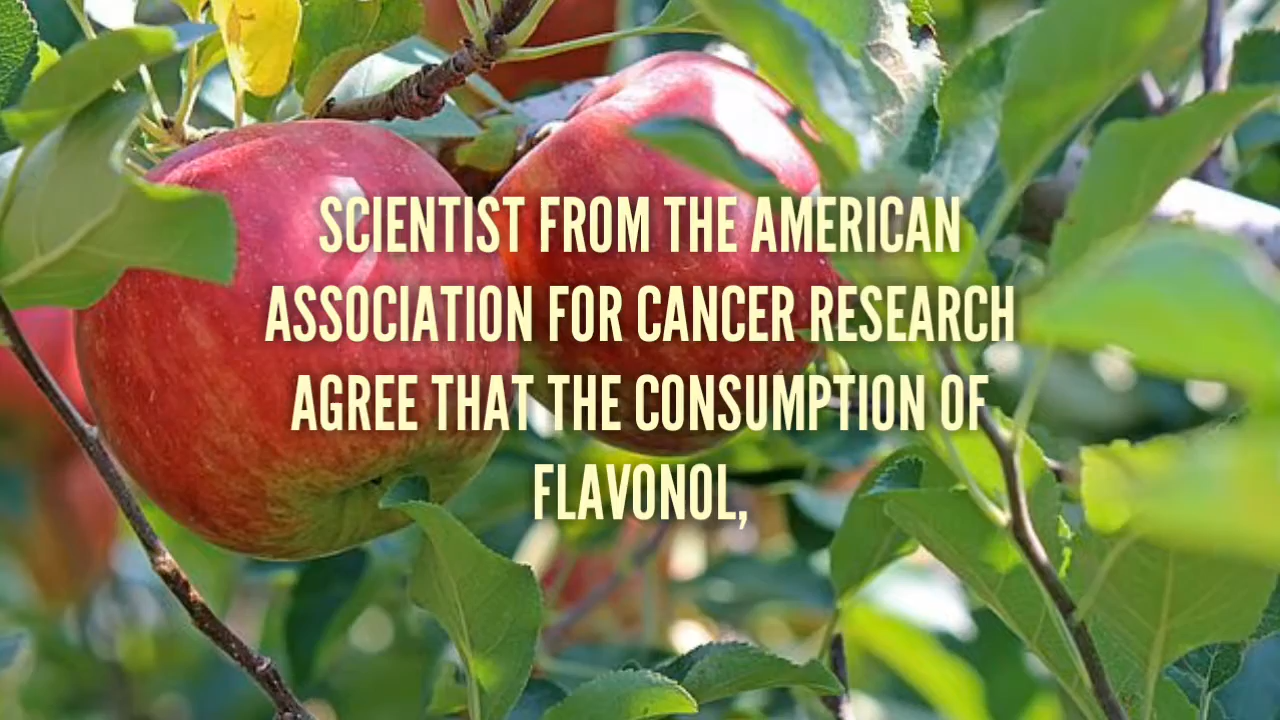 SCIENTIST FROM THE AMERICAN
ASSOCIATION FOR CANCER RESEARCH
AGREE THAT THE CONSUMPTION OF
FLAVONOL,